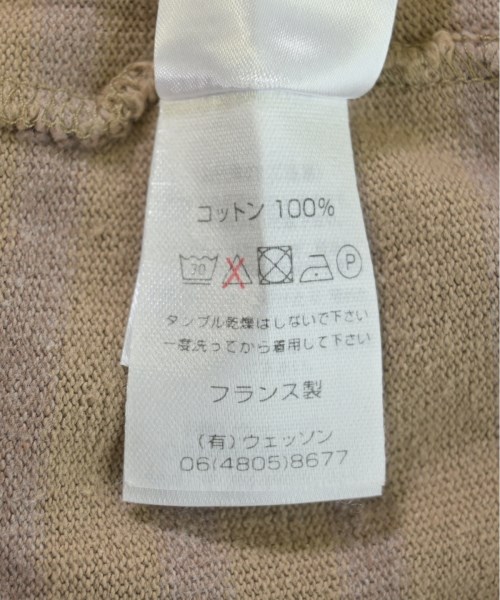 コットン 100%
30 P
タンブル乾燥はしないで下さい
一度洗ってから着用して下さい
フランス製
(有)ウェッソン
06(4805)8677